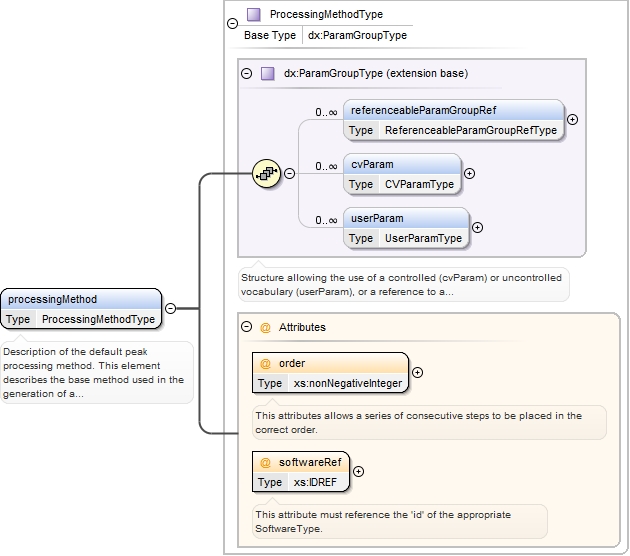 ProcessingMethodType
Base Type dx:ParamGroupType
dx:ParamGroupType (extension base)
0..∞ referenceableParamGroupRef
Type ReferenceableParamGroupRefType
0..∞ cvParam
Type CVParamType
0..∞ userParam
Type UserParamType
Structure allowing the use of a controlled (cvParam) or uncontrolled
vocabulary (userParam), or a reference to a...
processingMethod
Type ProcessingMethodType
Description of the default peak
processing method. This element
describes the base method used in the
generation of a...
@ Attributes
@ order
Type xs:nonNegativeInteger
This attributes allows a series of consecutive steps to be placed in the
correct order.
@ softwareRef
Type xs:IDREF
This attribute must reference the 'id' of the appropriate
SoftwareType.